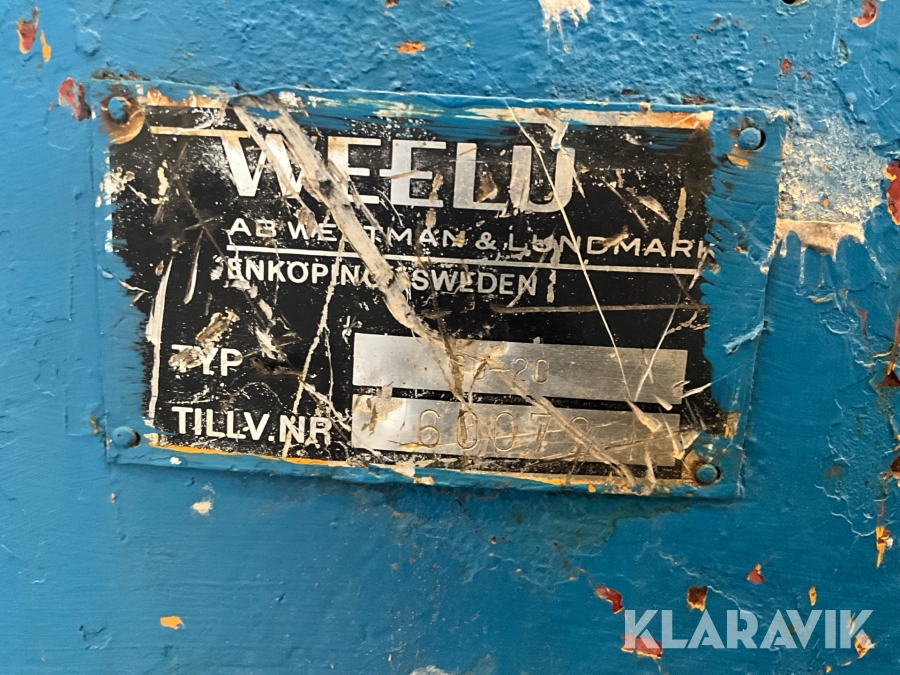 WEELU
AB WESTMAN & LUNDMARK
ENKÖPING SWEDEN
TYP
TILLV.NR
KLARAVIK